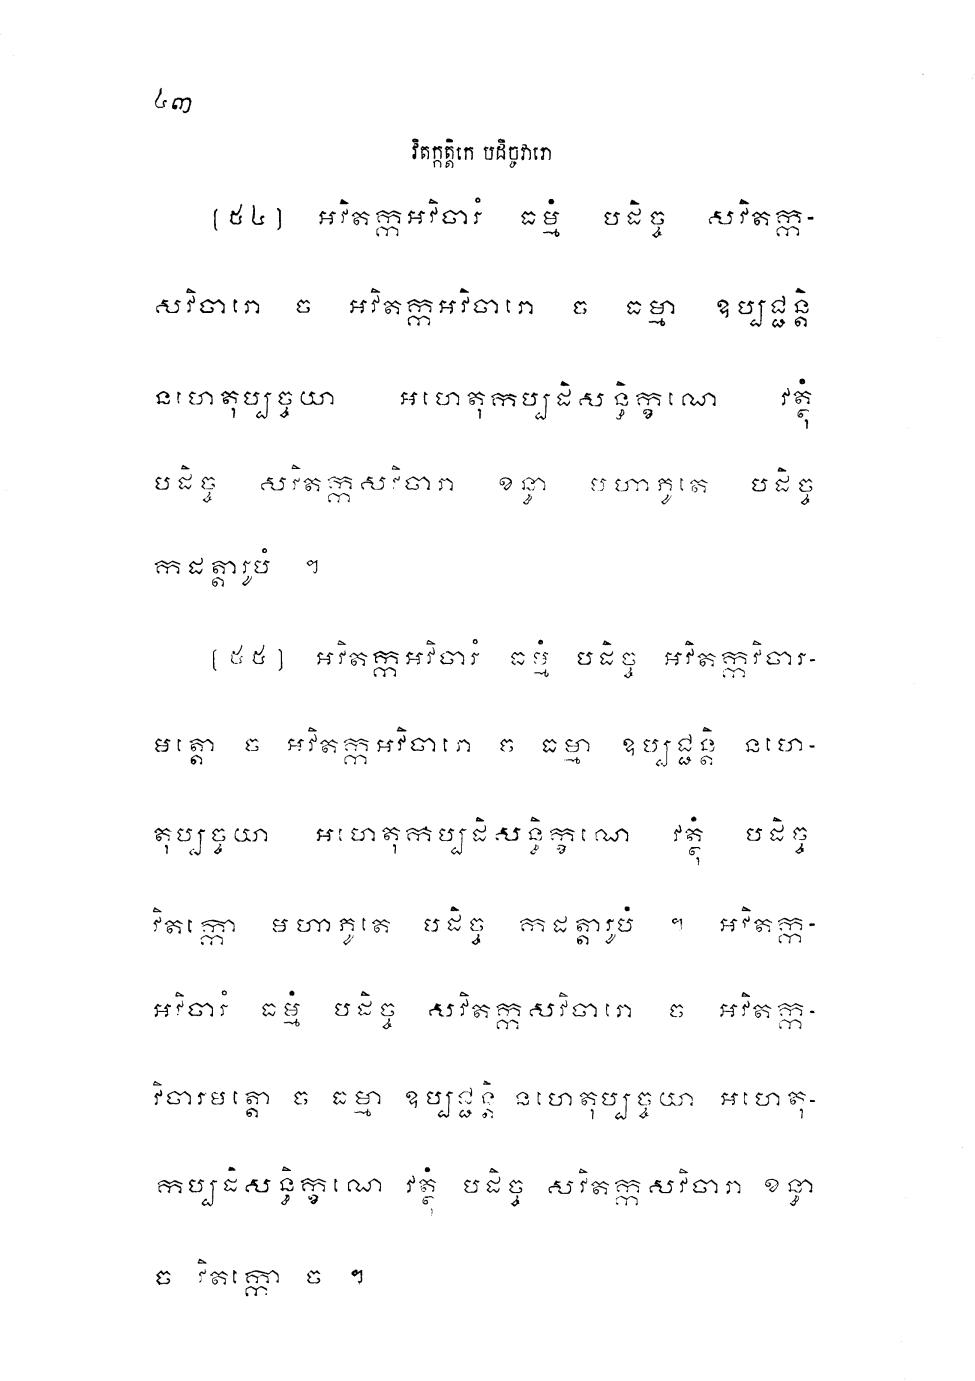 ៤៣
វិតក្កត្តិកេ បដិច្ចវារោ
(៥៤) អវិតក្កអវិចារំ ធម្មំ បដិច្ច សវិតក្ក-
សវិចារោ ច អវិតក្កអវិចារោ ច ធម្មា ឧប្បជ្ជន្តិ
នហេតុប្បច្ចយា អហេតុកប្បដិសន្ធិក្ខណេ វត្ថុំ
បដិច្ច សវិតក្កសវិចារា ខន្ធា មហាភូតេ បដិច្ច
កដត្តារូបំ ។
(៥៥) អវិតក្កអវិចារំ ធម្មំ បដិច្ច អវិតក្កវិចារ-
មត្តោ ច អវិតក្កអវិចារោ ច ធម្មា ឧប្បជ្ជន្តិ នហេ-
តុប្បច្ចយា អហេតុកប្បដិសន្ធិក្ខណេ វត្ថុំ បដិច្ច
វិតក្កោ មហាភូតេ បដិច្ច កដត្តារូបំ ។ អវិតក្ក-
អវិចារំ ធម្មំ បដិច្ច សវិតក្កសវិចារោ ច អវិតក្ក-
វិចារមត្តោ ច ធម្មា ឧប្បជ្ជន្តិ នហេតុប្បច្ចយា អហេតុ-
កប្បដិសន្ធិក្ខណេ វត្ថុំ បដិច្ច សវិតក្កសវិចារា ខន្ធា
ច វិតក្កោ ច ។